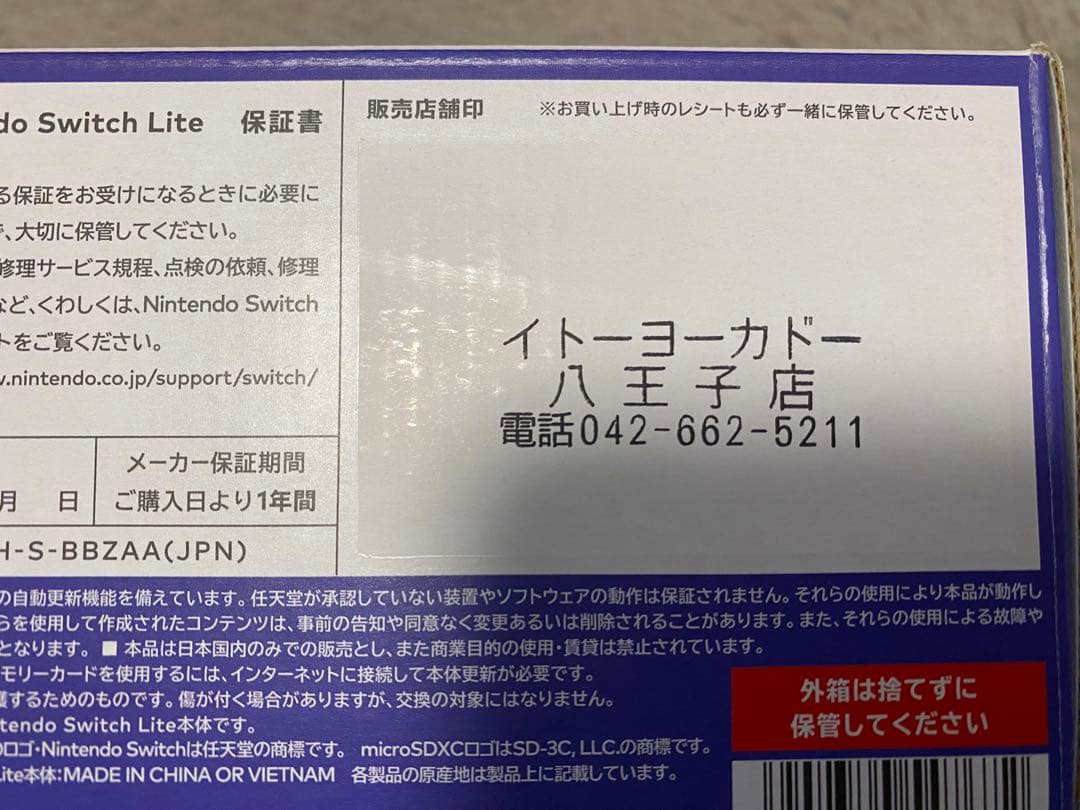 do Switch Lite 保証書
る保証をお受けになるときに必要に
、大切に保管してください。
修理サービス規程、点検の依頼、修理
など、くわしくは、Nintendo Switch
トをご覧ください。
w.nintendo.co.jp/support/switch/
メーカー保証期間
月 日 ご購入日より1年間
H-S-BBZAA(JPN)
販売店舗印 ※お買い上げ時のレシートも必ず一緒に保管してください。
イトーヨーカドー
八王子店
電話042-662-5211
の自動更新機能を備えています。任天堂が承認していない装置やソフトウェアの動作は保証されません。それらの使用により本品が動作し
らを使用して作成されたコンテンツは、事前の告知や同意なく変更あるいは削除されることがあります。また、それらの使用による故障や
となります。 ■ 本品は日本国内のみでの販売とし、また商業目的の使用・賃貸は禁止されています。
モリーカードを使用するには、インターネットに接続して本体更新が必要です。
護するためのものです。傷が付く場合がありますが、交換の対象にはなりません。
ntendo Switch Lite本体です。
のロゴ・Nintendo Switchは任天堂の商標です。 microSDXCロゴはSD-3C, LLC.の商標です。
Lite本体：MADE IN CHINA OR VIETNAM 各製品の原産地は製品上に記載しています。
外箱は捨てずに
保管してください